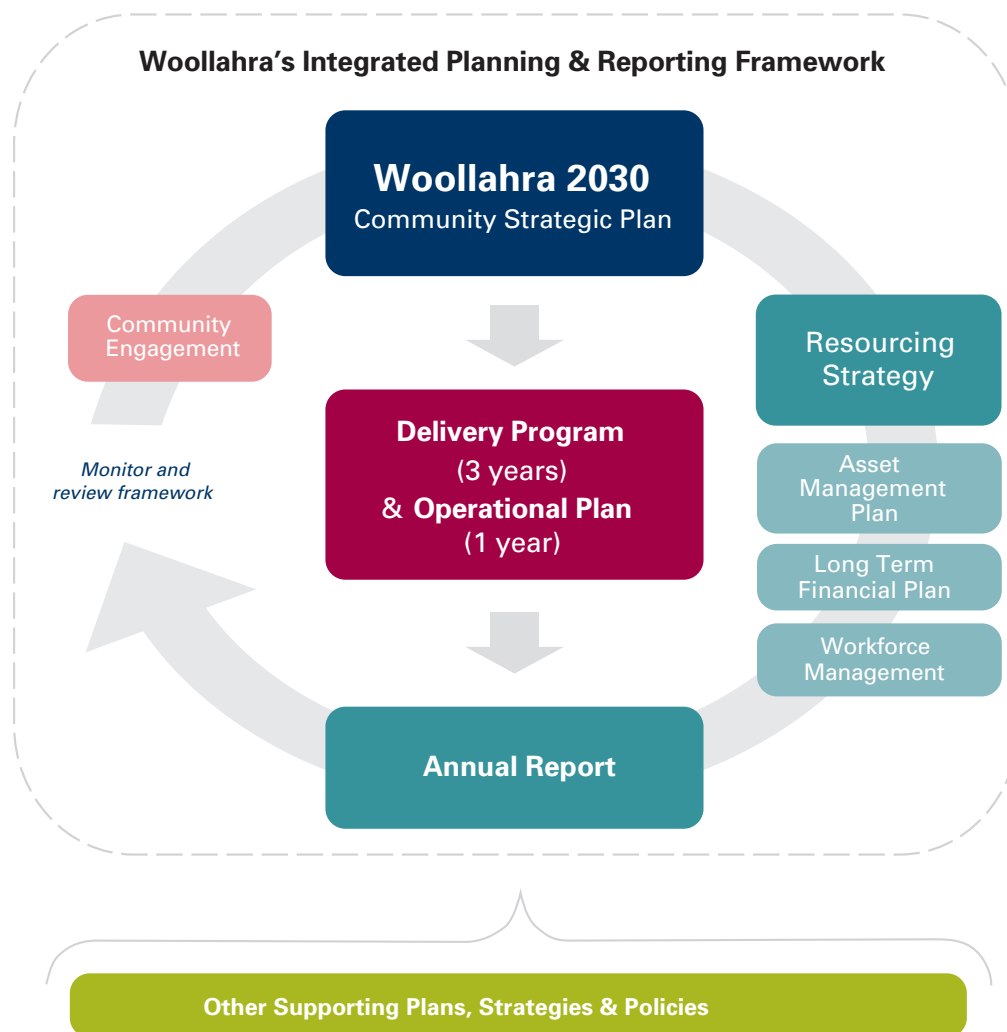 Woollahra’s Integrated Planning & Reporting Framework
Woollahra 2030
Community Strategic Plan
Community
Engagement
Resourcing
Strategy
Delivery Program
(3 years)
& Operational Plan
(1 year)
Monitor and
review framework
Asset
Management
Plan
Long Term
Financial Plan
Workforce
Management
Annual Report
Other Supporting Plans, Strategies & Policies